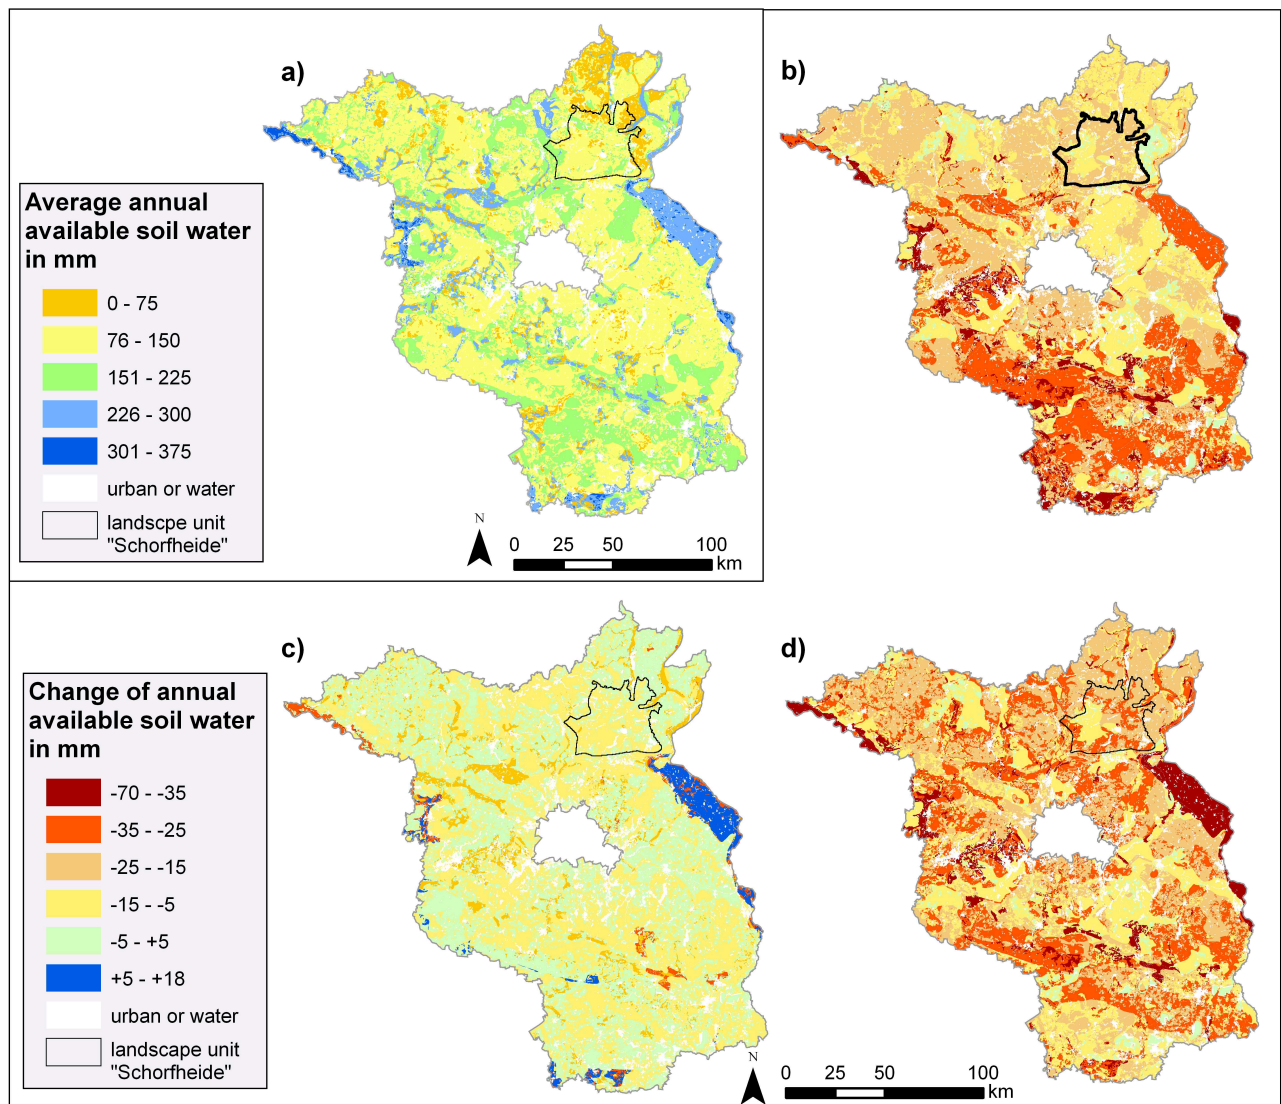 a)
b)
Average annual
available soil water
in mm
0 - 75
76 - 150
151 - 225
226 - 300
301 - 375
urban or water
landscpe unit
"Schorfheide"
N
0 25 50 100
km
c)
d)
Change of annual
available soil water
in mm
-70 - -35
-35 - -25
-25 - -15
-15 - -5
-5 - +5
+5 - +18
urban or water
landscape unit
"Schorfheide"
N
0 25 50 100
km